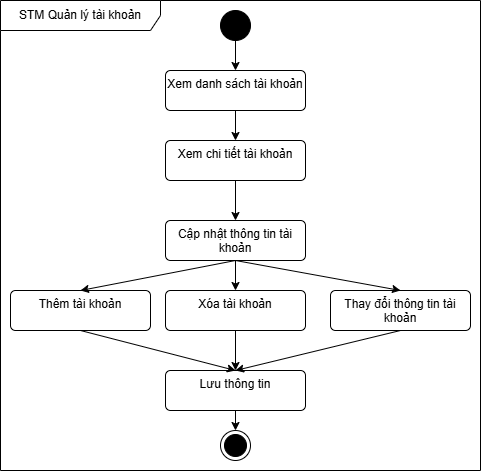 STM Quản lý tài khoản
Xem danh sách tài khoản
Xem chi tiết tài khoản
Cập nhật thông tin tài
khoản
Thêm tài khoản
Xóa tài khoản
Thay đổi thông tin tài
khoản
Lưu thông tin